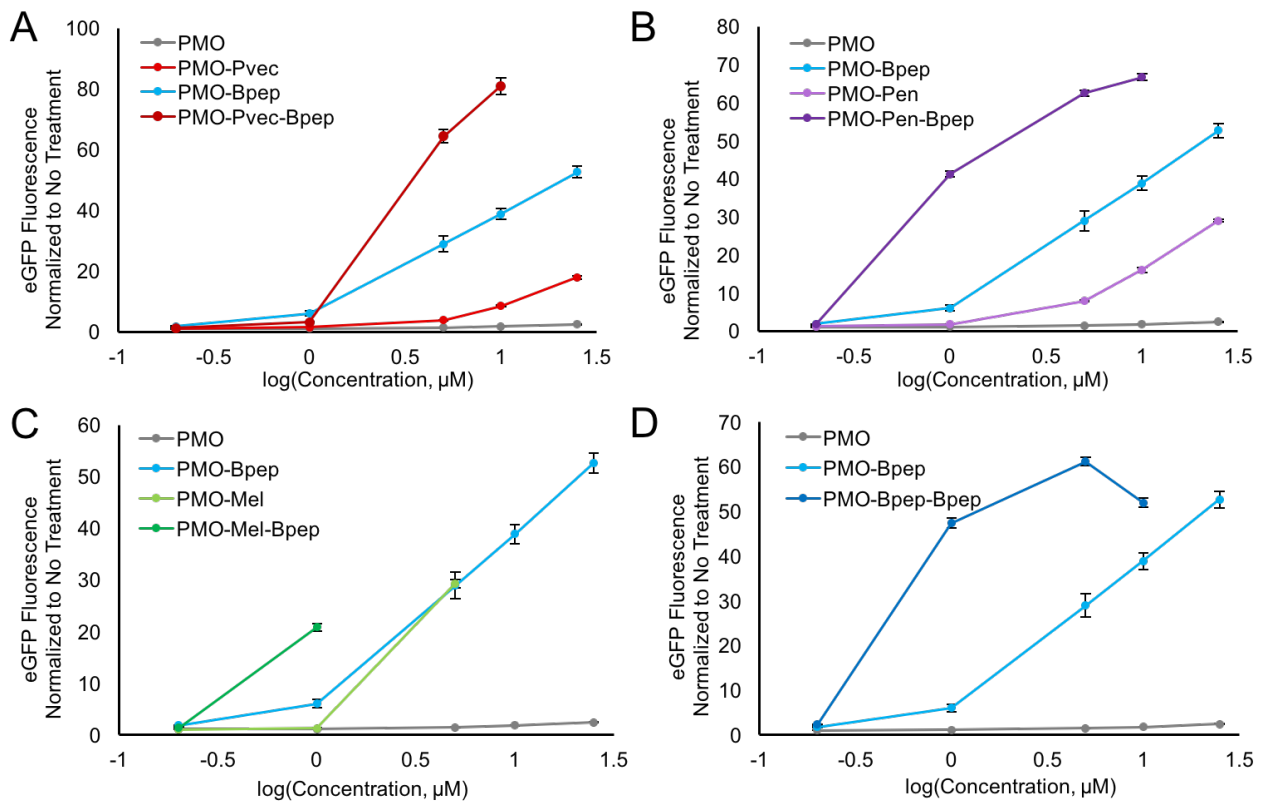 A
eGFP Fluorescence
Normalized to No Treatment
100
80
60
40
20
0
PMO
PMO-Pvec
PMO-Bpep
PMO-Pvec-Bpep
-1
-0.5
0
0.5
1
1.5
log(Concentration, µM)
B
eGFP Fluorescence
Normalized to No Treatment
80
70
60
50
40
30
20
10
0
PMO
PMO-Bpep
PMO-Pen
PMO-Pen-Bpep
-1
-0.5
0
0.5
1
1.5
log(Concentration, µM)
C
eGFP Fluorescence
Normalized to No Treatment
60
50
40
30
20
10
0
PMO
PMO-Bpep
PMO-Mel
PMO-Mel-Bpep
-1
-0.5
0
0.5
1
1.5
log(Concentration, µM)
D
eGFP Fluorescence
Normalized to No Treatment
70
60
50
40
30
20
10
0
PMO
PMO-Bpep
PMO-Bpep-Bpep
-1
-0.5
0
0.5
1
1.5
log(Concentration, µM)